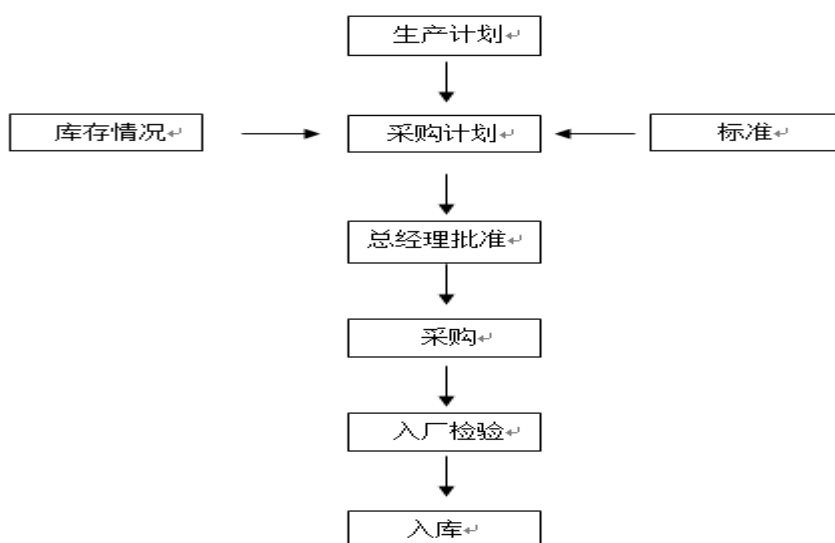 生产计划
库存情况
采购计划
标准
总经理批准
采购
入厂检验
入库